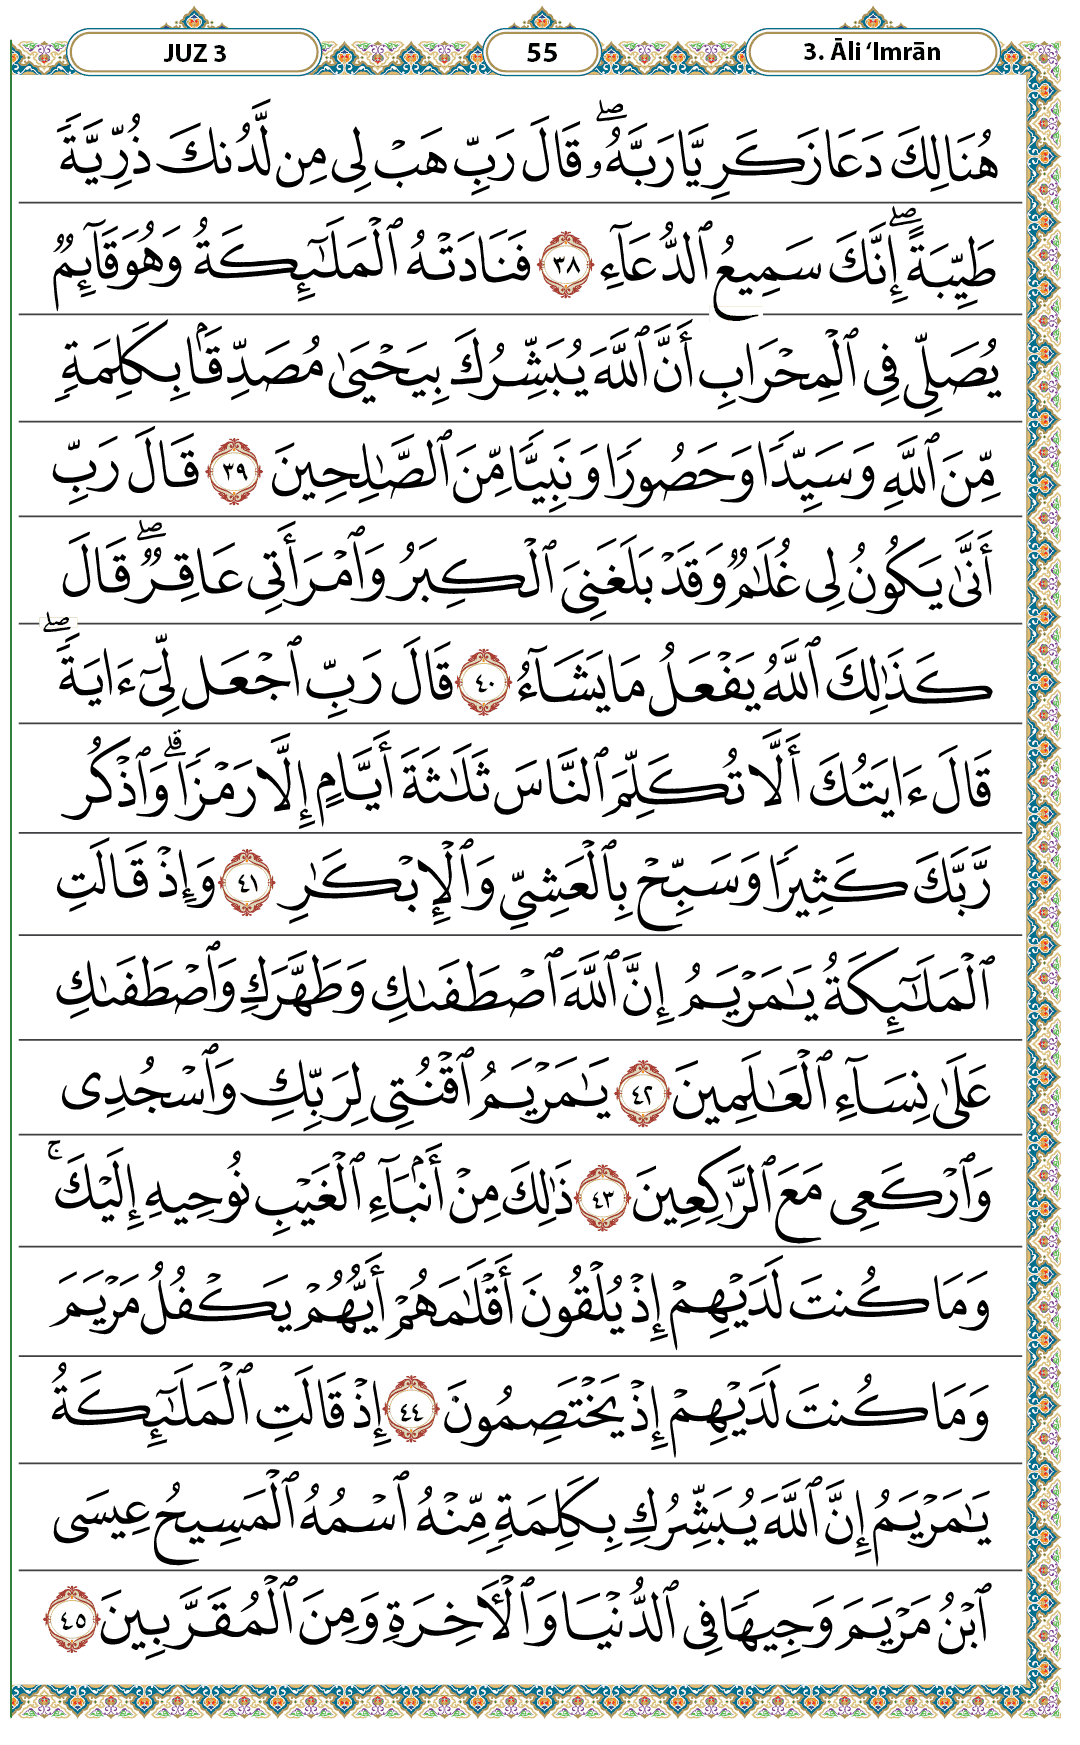 JUZ 3
55
3. Āli ‘Imrān
هُنَالِكَ دَعَا زَكَرِيَّا رَبَّهُۥۖ قَالَ رَبِّ هَبۡ لِي مِن لَّدُنكَ ذُرِّيَّةٗ
طَيِّبَةًۖ إِنَّكَ سَمِيعُ ٱلدُّعَآءِ ٣٨ فَنَادَتۡهُ ٱلۡمَلَٰٓئِكَةُ وَهُوَ قَآئِمٞ
يُصَلِّي فِي ٱلۡمِحۡرَابِ أَنَّ ٱللَّهَ يُبَشِّرُكَ بِيَحۡيَىٰ مُصَدِّقَۢا بِكَلِمَةٖ
مِّنَ ٱللَّهِ وَسَيِّدٗا وَحَصُورٗا وَنَبِيّٗا مِّنَ ٱلصَّٰلِحِينَ ٣٩ قَالَ رَبِّ
أَنَّىٰ يَكُونُ لِي غُلَٰمٞ وَقَدۡ بَلَغَنِيَ ٱلۡكِبَرُ وَٱمۡرَأَتِي عَاقِرٞۖ قَالَ
كَذَٰلِكَ ٱللَّهُ يَفۡعَلُ مَا يَشَآءُ ٤٠ قَالَ رَبِّ ٱجۡعَل لِّيٓ ءَايَةٗۖ
قَالَ ءَايَتُكَ أَلَّا تُكَلِّمَ ٱلنَّاسَ ثَلَٰثَةَ أَيَّامٍ إِلَّا رَمۡزٗاۗ وَٱذۡكُر
رَّبَّكَ كَثِيرٗا وَسَبِّحۡ بِٱلۡعَشِيِّ وَٱلۡإِبۡكَٰرِ ٤١ وَإِذۡ قَالَتِ
ٱلۡمَلَٰٓئِكَةُ يَٰمَرۡيَمُ إِنَّ ٱللَّهَ ٱصۡطَفَىٰكِ وَطَهَّرَكِ وَٱصۡطَفَىٰكِ
عَلَىٰ نِسَآءِ ٱلۡعَٰلَمِينَ ٤٢ يَٰمَرۡيَمُ ٱقۡنُتِي لِرَبِّكِ وَٱسۡجُدِي
وَٱرۡكَعِي مَعَ ٱلرَّٰكِعِينَ ٤٣ ذَٰلِكَ مِنۡ أَنۢبَآءِ ٱلۡغَيۡبِ نُوحِيهِ إِلَيۡكَۚ
وَمَا كُنتَ لَدَيۡهِمۡ إِذۡ يُلۡقُونَ أَقۡلَٰمَهُمۡ أَيُّهُمۡ يَكۡفُلُ مَرۡيَمَ
وَمَا كُنتَ لَدَيۡهِمۡ إِذۡ يَخۡتَصِمُونَ ٤٤ إِذۡ قَالَتِ ٱلۡمَلَٰٓئِكَةُ
يَٰمَرۡيَمُ إِنَّ ٱللَّهَ يُبَشِّرُكِ بِكَلِمَةٖ مِّنۡهُ ٱسۡمُهُ ٱلۡمَسِيحُ عِيسَى
ٱبۡنُ مَرۡيَمَ وَجِيهٗا فِي ٱلدُّنۡيَا وَٱلۡأٓخِرَةِ وَمِنَ ٱلۡمُقَرَّبِينَ ٤٥